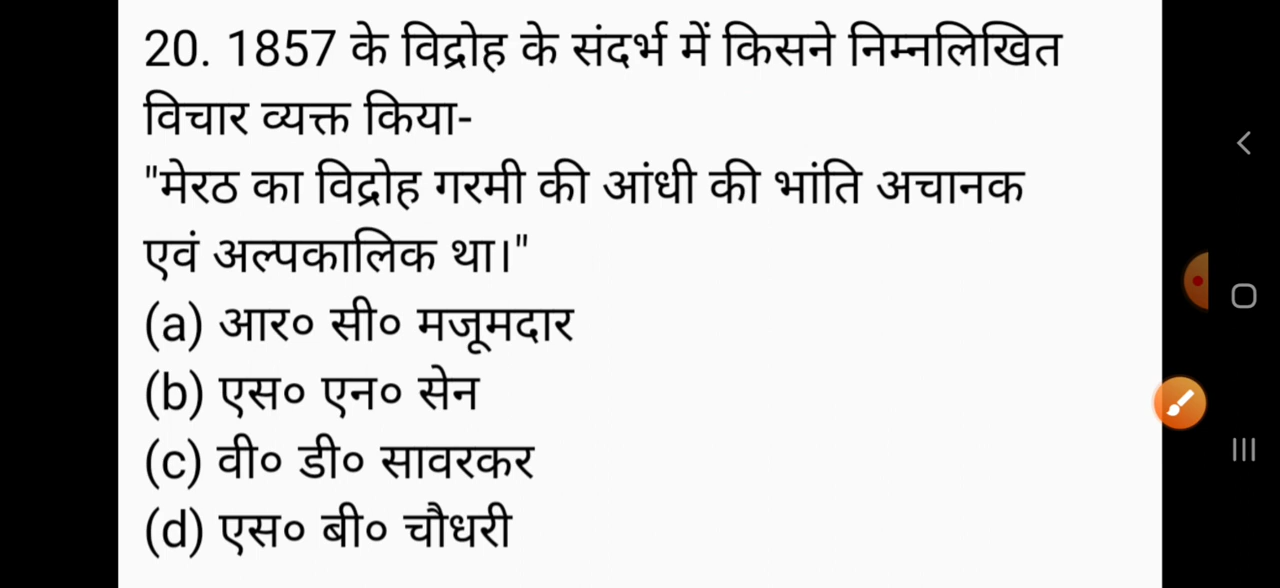 20. 1857 के विद्रोह के संदर्भ में किसने निम्नलिखित
विचार व्यक्त किया-
"मेरठ का विद्रोह गरमी की आंधी की भांति अचानक
एवं अल्पकालिक था।"
(a) आर० सी० मजूमदार
(b) एस० एन० सेन
(c) वी० डी० सावरकर
(d) एस० बी० चौधरी